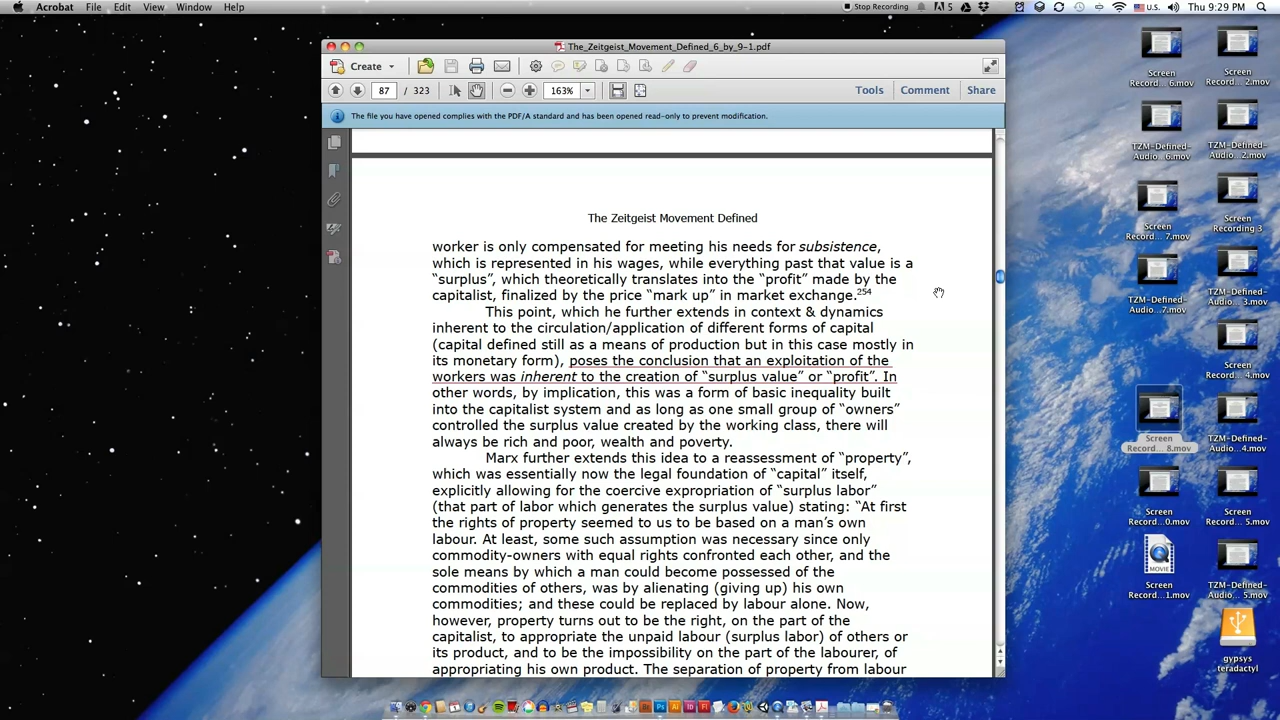 Acrobat File Edit View Window Help
Stop Recording 5 U.S. Thu 9:29 PM
The_Zeitgeist_Movement_Defined_6_by_9-1.pdf
Create
87 / 323 163% Tools Comment Share
The file you have opened complies with the PDF/A standard and has been opened read-only to prevent modification.
The Zeitgeist Movement Defined
worker is only compensated for meeting his needs for subsistence,
which is represented in his wages, while everything past that value is a
“surplus”, which theoretically translates into the “profit” made by the
capitalist, finalized by the price “mark up” in market exchange.254
This point, which he further extends in context & dynamics
inherent to the circulation/application of different forms of capital
(capital defined still as a means of production but in this case mostly in
its monetary form), poses the conclusion that an exploitation of the
workers was inherent to the creation of “surplus value” or “profit”. In
other words, by implication, this was a form of basic inequality built
into the capitalist system and as long as one small group of “owners”
controlled the surplus value created by the working class, there will
always be rich and poor, wealth and poverty.
Marx further extends this idea to a reassessment of “property”,
which was essentially now the legal foundation of “capital” itself,
explicitly allowing for the coercive expropriation of “surplus labor”
(that part of labor which generates the surplus value) stating: “At first
the rights of property seemed to us to be based on a man’s own
labour. At least, some such assumption was necessary since only
commodity-owners with equal rights confronted each other, and the
sole means by which a man could become possessed of the
commodities of others, was by alienating (giving up) his own
commodities; and these could be replaced by labour alone. Now,
however, property turns out to be the right, on the part of the
capitalist, to appropriate the unpaid labour (surplus labor) of others or
its product, and to be the impossibility on the part of the labourer, of
appropriating his own product. The separation of property from labour
Screen
Record... 6.mov
Screen
Record... 2.mov
TZM-Defined-
Audio... 6.mov
TZM-Defined-
Audio... 2.mov
Screen
Record... 7.mov
Screen
Recording 3
TZM-Defined-
Audio... 7.mov
TZM-Defined-
Audio... 3.mov
Screen
Record... 4.mov
Screen
Record... 8.mov
TZM-Defined-
Audio... 4.mov
Screen
Record...0.mov
Screen
Record... 5.mov
MOVIE
Screen
Record...1.mov
TZM-Defined-
Audio... 5.mov
gypsys
teradactyl